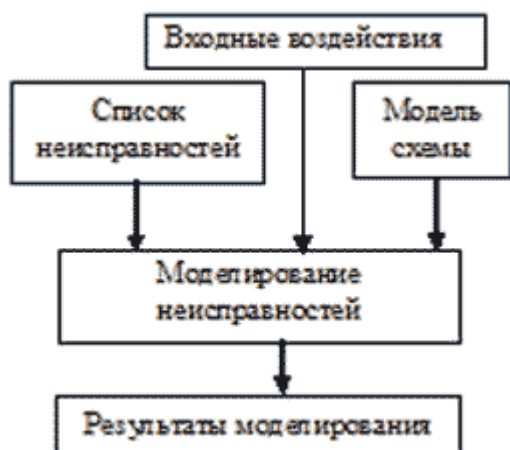 Входные воздействия
Список
неисправностей
Модель
схемы
Моделирование
неисправностей
Результаты моделирования